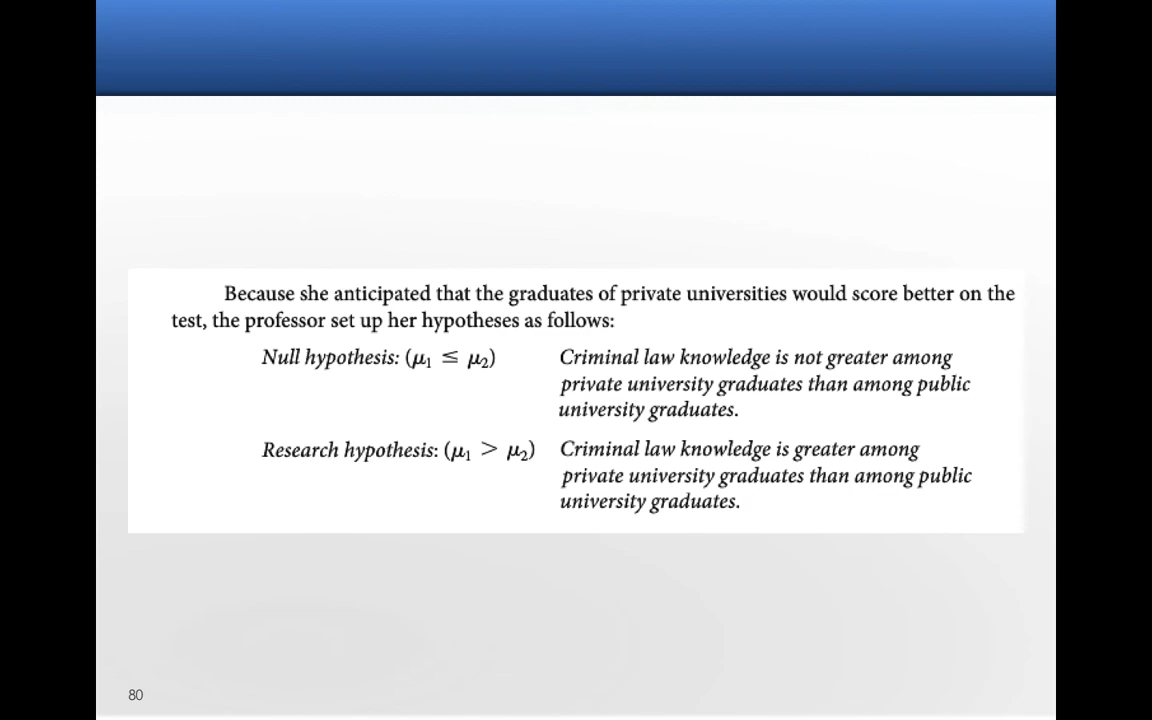 Because she anticipated that the graduates of private universities would score better on the
test, the professor set up her hypotheses as follows:
Null hypothesis: (μ₁ ≤ μ₂) Criminal law knowledge is not greater among
private university graduates than among public
university graduates.
Research hypothesis: (μ₁ > μ₂) Criminal law knowledge is greater among
private university graduates than among public
university graduates.
80